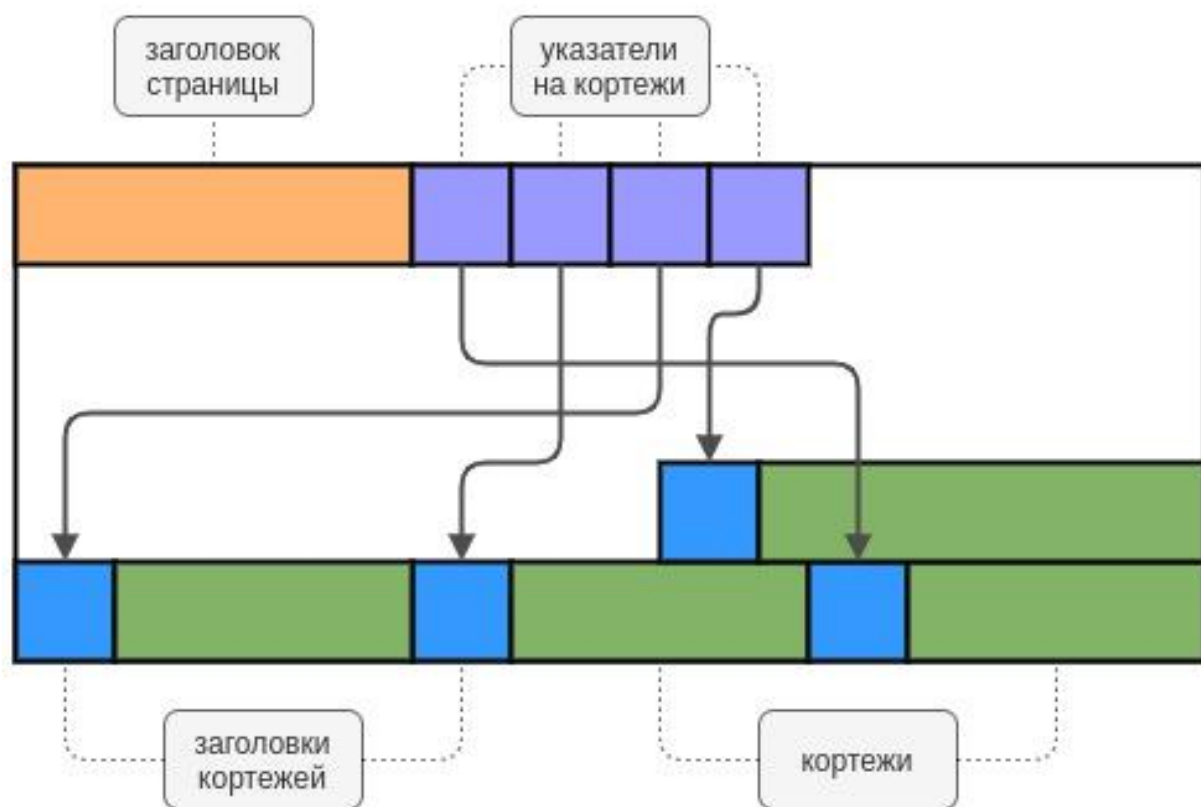 заголовок
страницы
указатели
на кортежи
заголовки
кортежей
кортежи